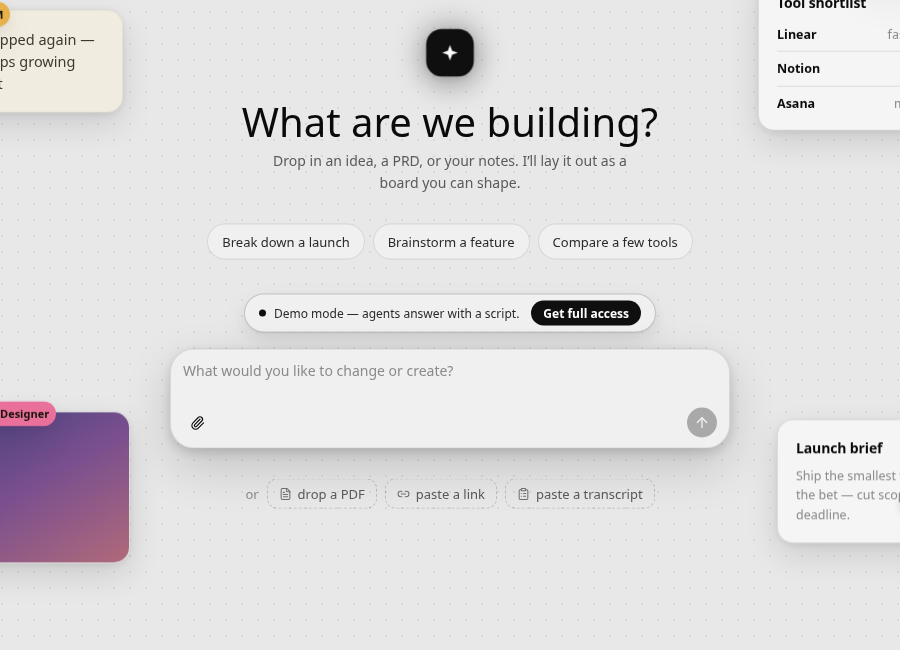 pped again —
ps growing
Tool shortlist
Linear
Notion
Asana
What are we building?
Drop in an idea, a PRD, or your notes. I'll lay it out as a
board you can shape.
Break down a launch
Brainstorm a feature
Compare a few tools
Demo mode — agents answer with a script.
Get full access
What would you like to change or create?
Designer
or
drop a PDF
paste a link
paste a transcript
Launch brief
Ship the smallest
the bet — cut
deadline.